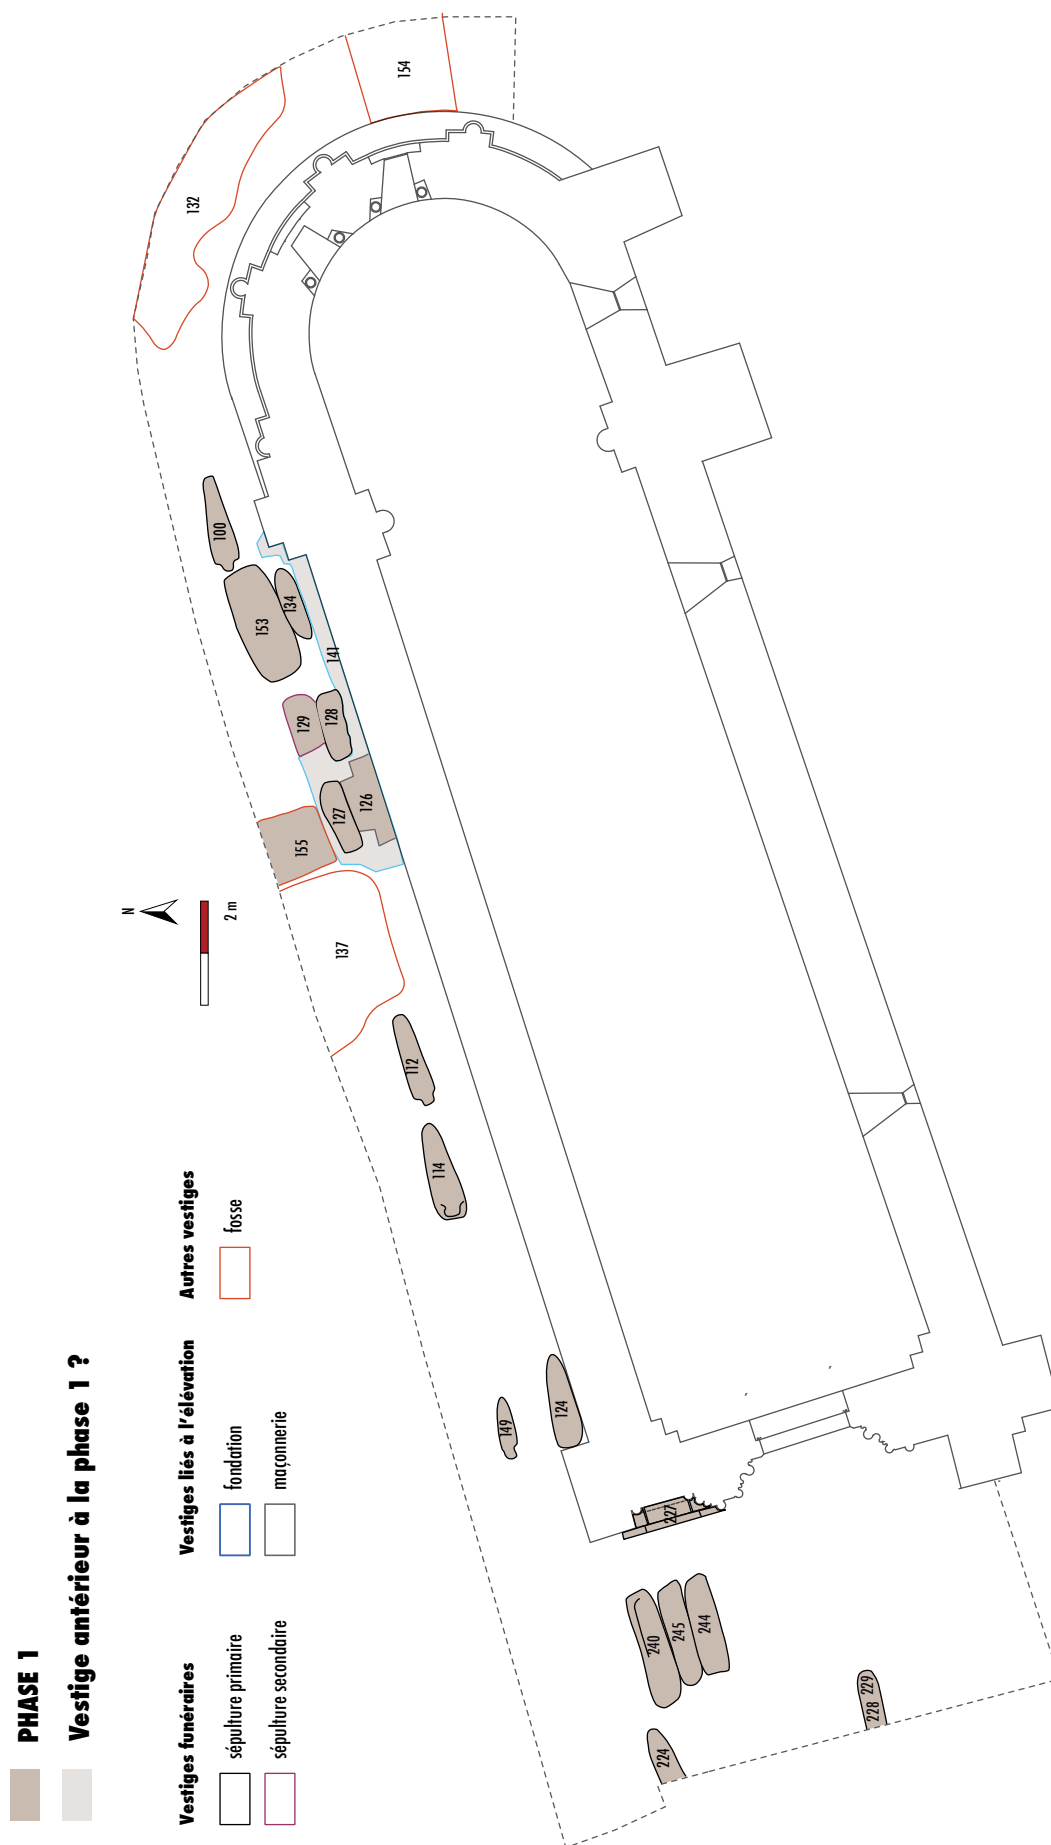 PHASE 1
Vestige antérieur à la phase 1 ?
Vestiges funéraires
sépulture primaire
sépulture secondaire
Vestiges liés à l'élévation
fondation
maçonnerie
Autres vestiges
fosse
N
2 m
154
132
100
153
134
141
129
128
127
126
155
137
112
114
149
124
227
240
245
244
224
228 229